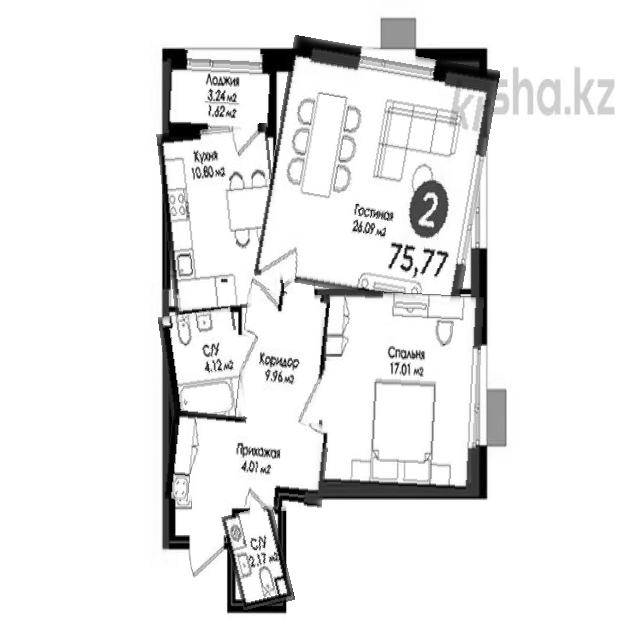 Лоджия
3.24 м2
1.62 м2
krisha.kz
Кухня
10.80 м2
2
Гостиная
26.09 м2
75,77
С/У
4.12 м2
Коридор
9.96 м2
Спальня
17.01 м2
Прихожая
4.01 м2
С/У
2.17 м2